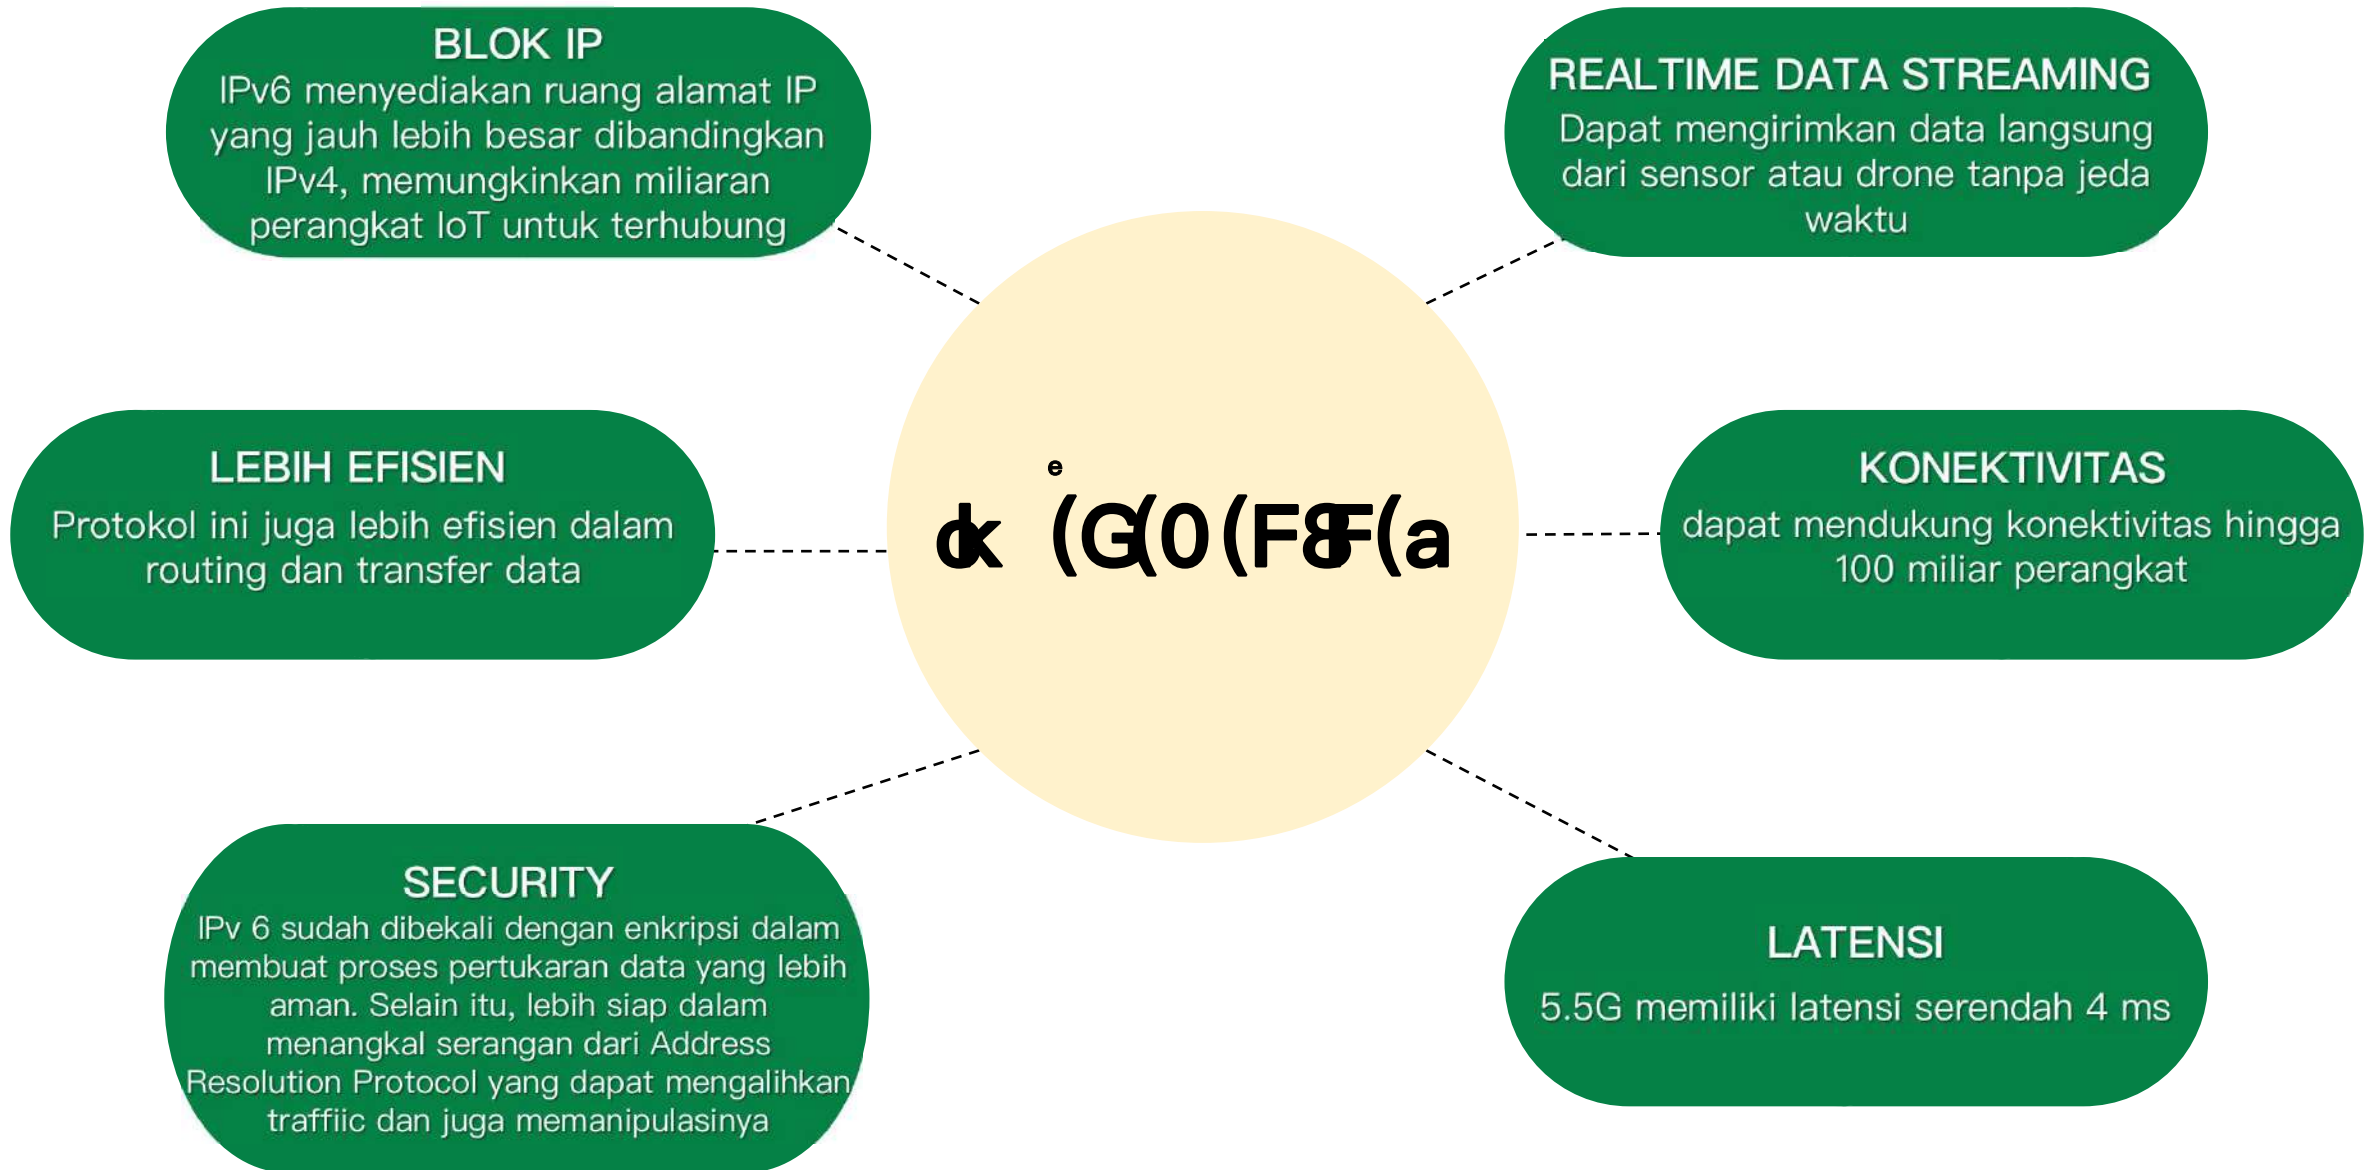 BLOK IP
IPv6 menyediakan ruang alamat IP
yang jauh lebih besar dibandingkan
IPv4, memungkinkan miliaran
perangkat IoT untuk terhubung
REALTIME DATA STREAMING
Dapat mengirimkan data langsung
dari sensor atau drone tanpa jeda
waktu
LEBIH EFISIEN
Protokol ini juga lebih efisien dalam
routing dan transfer data
KONEKTIVITAS
dapat mendukung konektivitas hingga
100 miliar perangkat
SECURITY
IPv 6 sudah dibekali dengan enkripsi dalam
membuat proses pertukaran data yang lebih
aman. Selain itu, lebih siap dalam
menangkal serangan dari Address
Resolution Protocol yang dapat mengalihkan
traffiic dan juga memanipulasinya
LATENSI
5.5G memiliki latensi serendah 4 ms